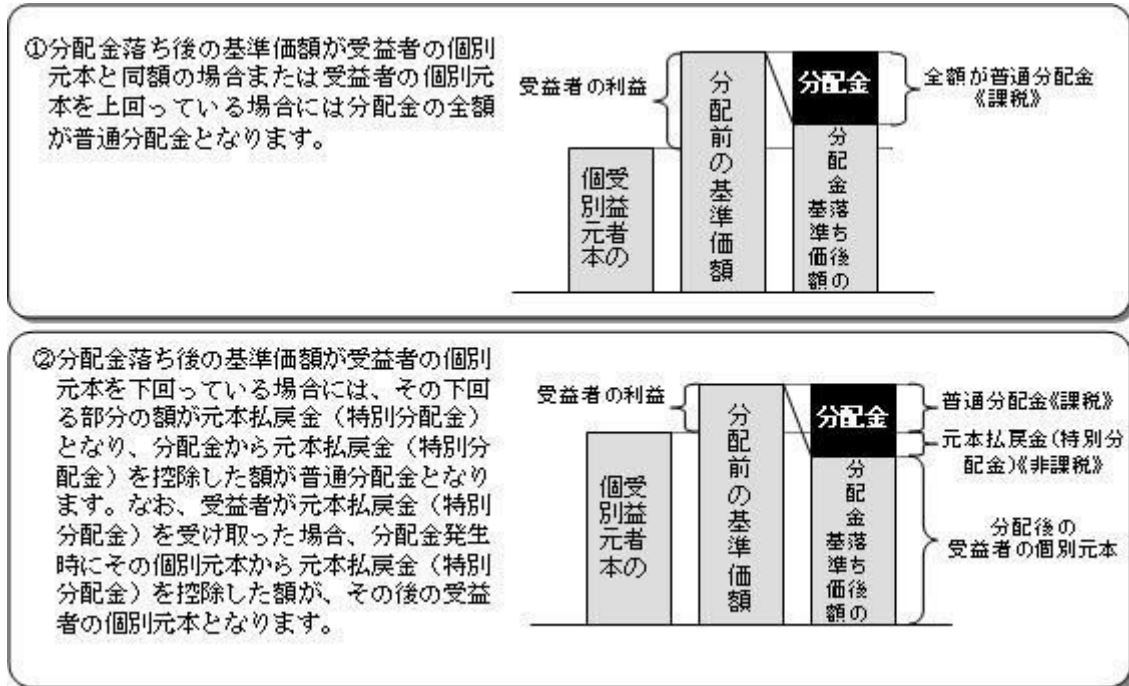 ①分配金落ち後の基準価額が受益者の個別
元本と同額の場合または受益者の個別元
本を上回っている場合には分配金の全額
が普通分配金となります。
受益者の利益
受益者の
個別元本
分配前の基準価額
分配金
分配金落ち後の
基準価額
全額が普通分配金
《課税》
②分配金落ち後の基準価額が受益者の個別
元本を下回っている場合には、その下回
る部分の額が元本払戻金（特別分配金）
となり、分配金から元本払戻金（特別分
配金）を控除した額が普通分配金となり
ます。なお、受益者が元本払戻金（特別
分配金）を受け取った場合、分配金発生
時にその個別元本から元本払戻金（特別
分配金）を控除した額が、その後の受益
者の個別元本となります。
受益者の利益
受益者の
個別元本
分配前の基準価額
分配金
分配金落ち後の
基準価額
普通分配金《課税》
元本払戻金(特別分
配金)《非課税》
分配後の
受益者の個別元本